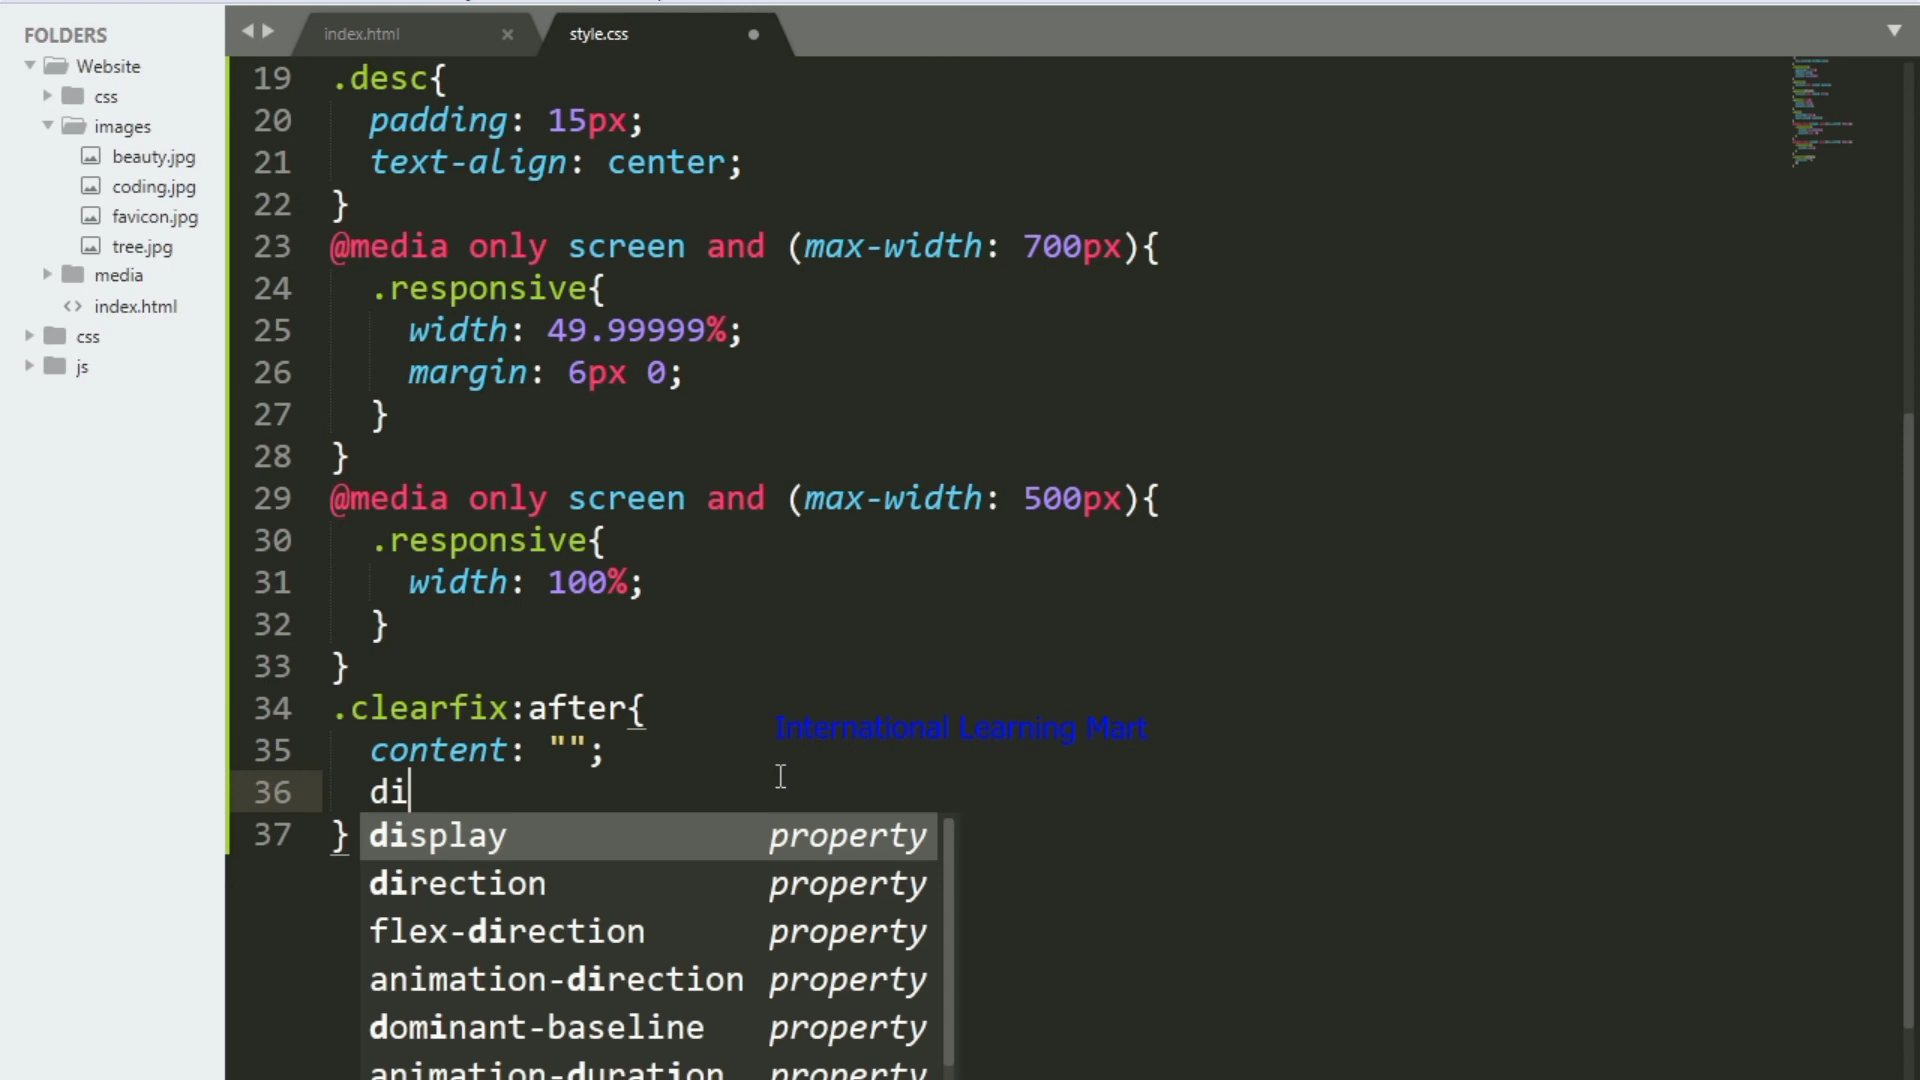 FOLDERS
Website
css
images
beauty.jpg
coding.jpg
favicon.jpg
tree.jpg
media
index.html
css
js
index.html
style.css
19 .desc{
20 padding: 15px;
21 text-align: center;
22 }
23 @media only screen and (max-width: 700px){
24 .responsive{
25 width: 49.99999%;
26 margin: 6px 0;
27 }
28 }
29 @media only screen and (max-width: 500px){
30 .responsive{
31 width: 100%;
32 }
33 }
34 .clearfix:after{
International Learning Mart
35 content: "";
36 di
37 }
display property
direction property
flex-direction property
animation-direction property
dominant-baseline property
animation-duration property